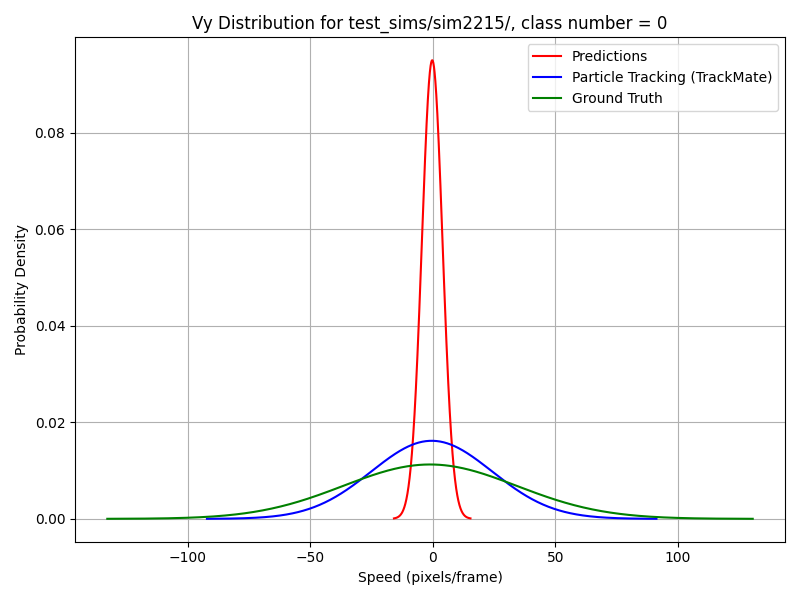 Vy Distribution for test_sims/sim2215/, class number = 0
Predictions
Particle Tracking (TrackMate)
Ground Truth
Probability Density
0.08
0.06
0.04
0.02
0.00
−100
−50
0
50
100
Speed (pixels/frame)